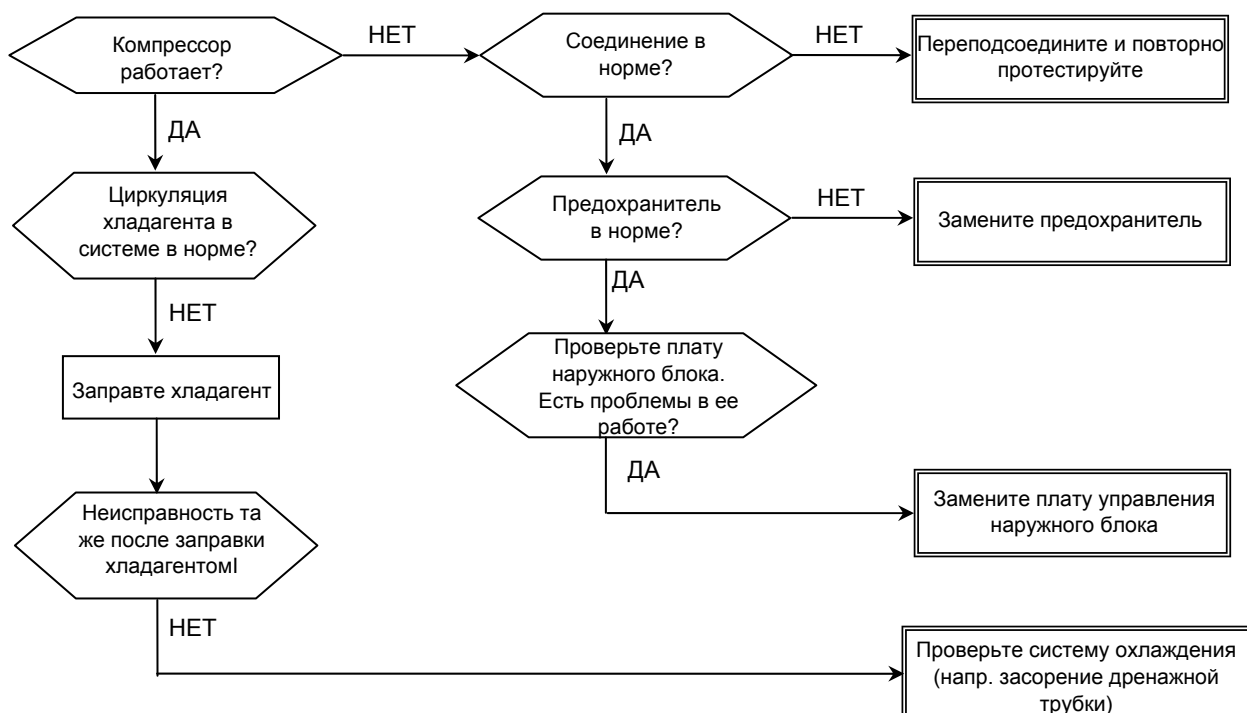 Компрессор
работает?
НЕТ
Соединение в
норме?
НЕТ
Переподсоедините и повторно
протестируйте
ДА
ДА
Циркуляция
хладагента в
системе в норме?
Предохранитель
в норме?
НЕТ
Замените предохранитель
НЕТ
ДА
Заправте хладагент
Проверьте плату
наружного блока.
Есть проблемы в ее
работе?
ДА
Замените плату управления
наружного блока
Неисправность та
же после заправки
хладагентомI
НЕТ
Проверьте систему охлаждения
(напр. засорение дренажной
трубки)